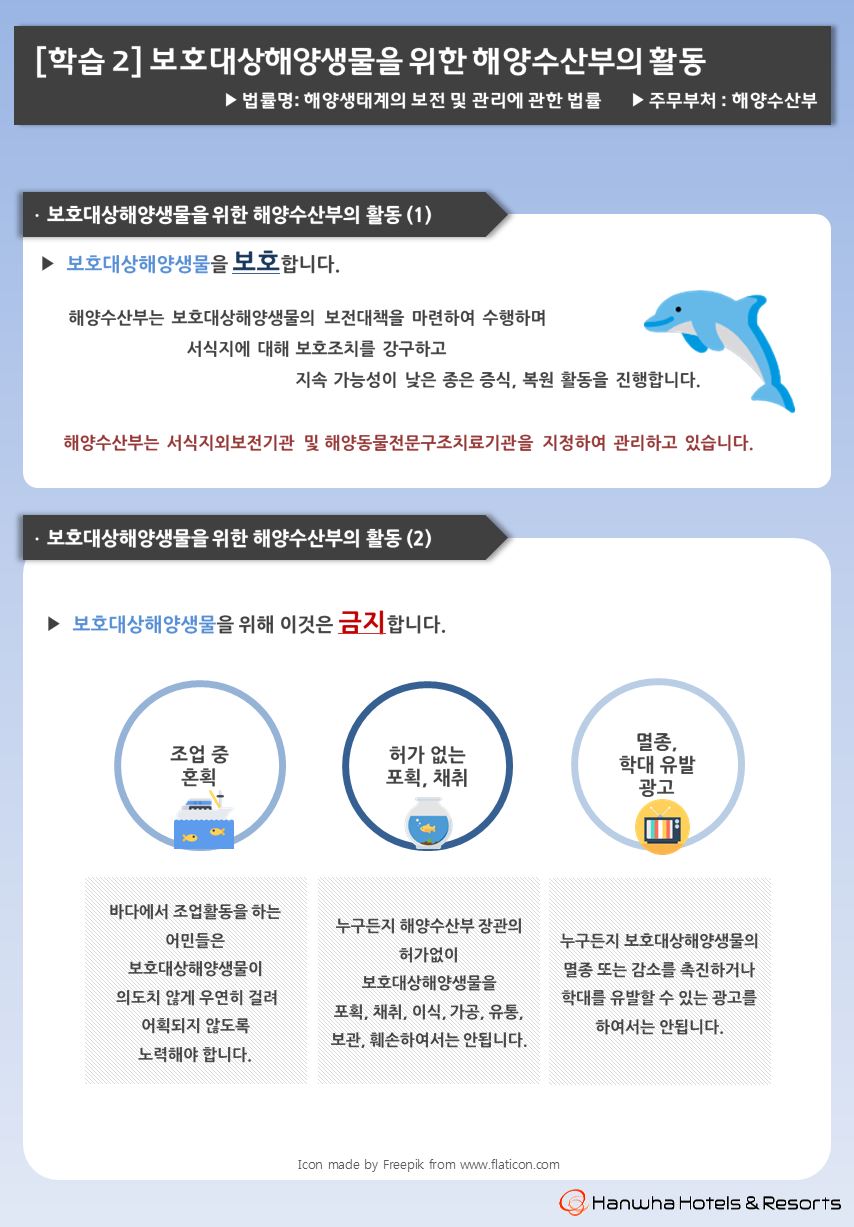 [학습 2] 보호대상해양생물을 위한 해양수산부의 활동
▶ 법률명: 해양생태계의 보전 및 관리에 관한 법률 ▶ 주무부처 : 해양수산부
· 보호대상해양생물을 위한 해양수산부의 활동 (1)
▶ 보호대상해양생물을 보호합니다.
해양수산부는 보호대상해양생물의 보전대책을 마련하여 수행하며
서식지에 대해 보호조치를 강구하고
지속 가능성이 낮은 종은 증식, 복원 활동을 진행합니다.
해양수산부는 서식지외보전기관 및 해양동물전문구조치료기관을 지정하여 관리하고 있습니다.
· 보호대상해양생물을 위한 해양수산부의 활동 (2)
▶ 보호대상해양생물을 위해 이것은 금지합니다.
조업 중
혼획
허가 없는
포획, 채취
멸종,
학대 유발
광고
바다에서 조업활동을 하는
어민들은
보호대상해양생물이
의도치 않게 우연히 걸려
어획되지 않도록
노력해야 합니다.
누구든지 해양수산부 장관의
허가없이
보호대상해양생물을
포획, 채취, 이식, 가공, 유통,
보관, 훼손하여서는 안됩니다.
누구든지 보호대상해양생물의
멸종 또는 감소를 촉진하거나
학대를 유발할 수 있는 광고를
하여서는 안됩니다.
Icon made by Freepik from www.flaticon.com
Hanwha Hotels & Resorts